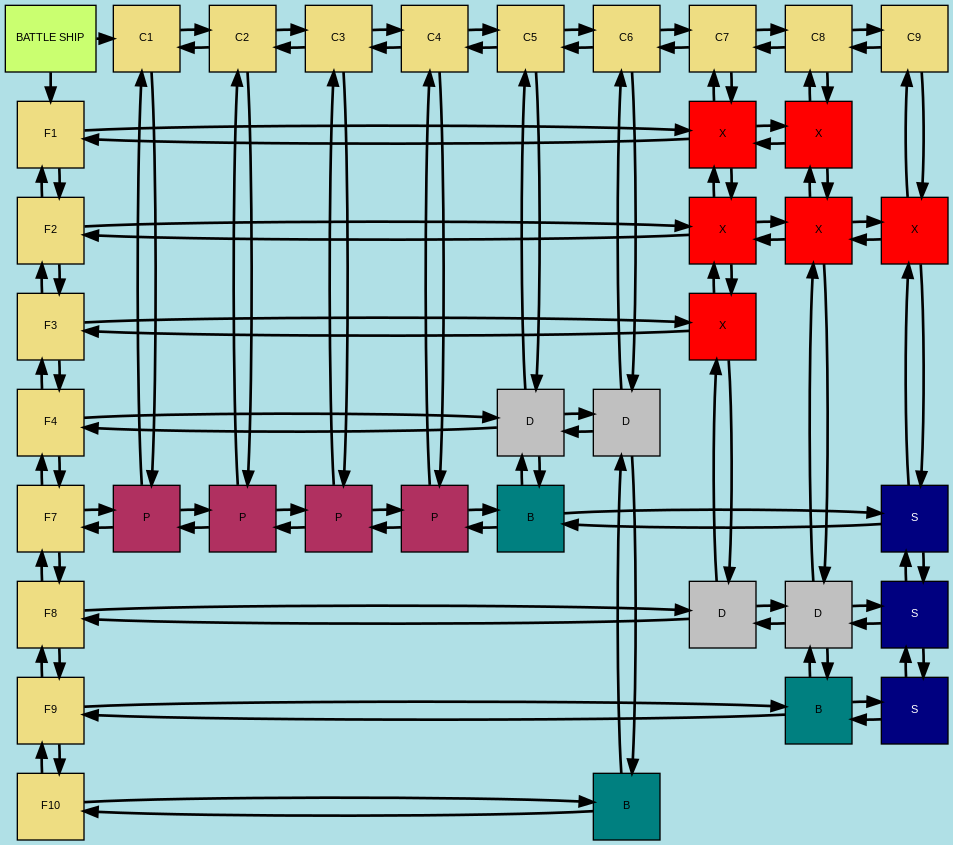 BATTLE SHIP C1 C2 C3 C4 C5 C6 C7 C8 C9
F1 X X
F2 X X X
F3 X
F4 D D
F7 P P P P B S
F8 D D S
F9 B S
F10 B